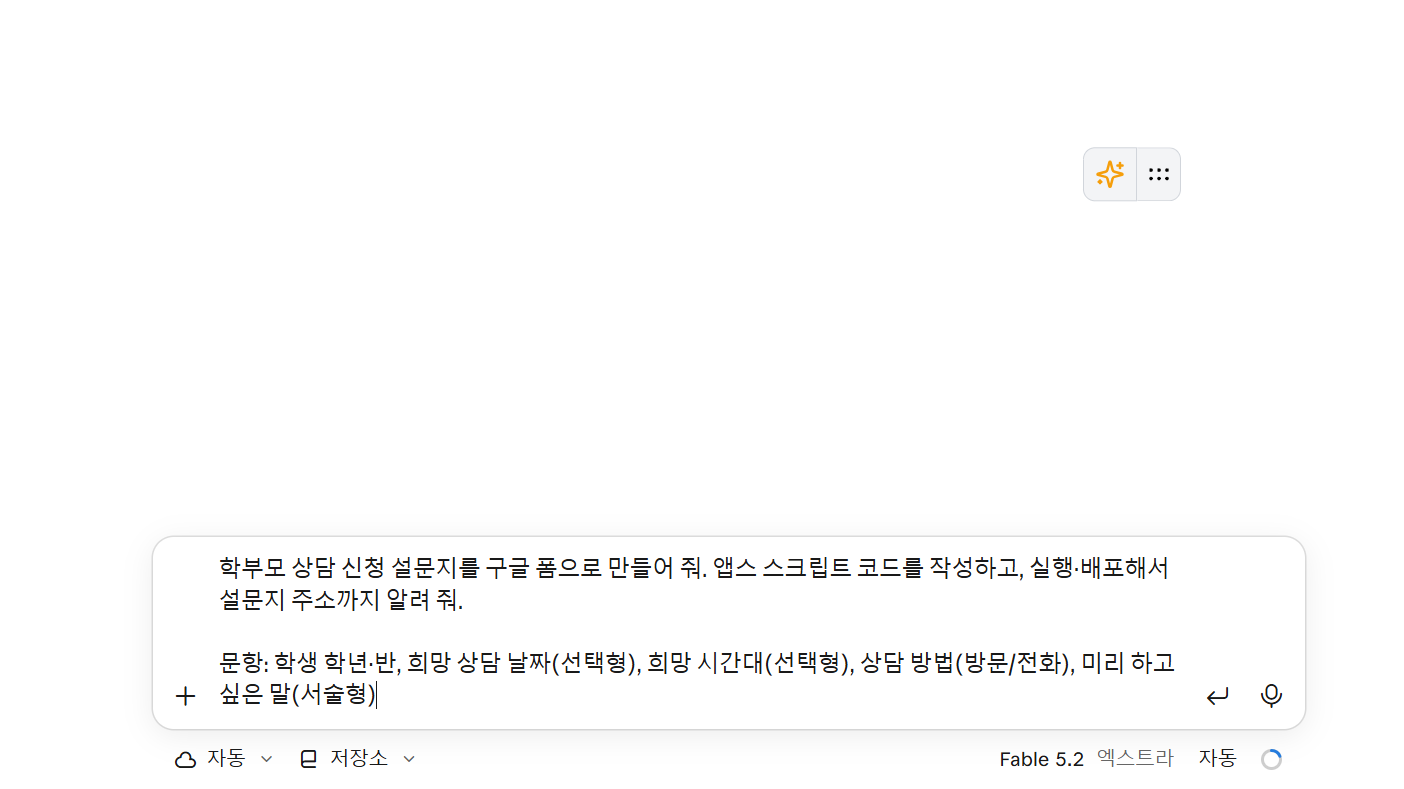 학부모 상담 신청 설문지를 구글 폼으로 만들어 줘. 앱스 스크립트 코드를 작성하고, 실행·배포해서
설문지 주소까지 알려 줘.
문항: 학생 학년·반, 희망 상담 날짜(선택형), 희망 시간대(선택형), 상담 방법(방문/전화), 미리 하고
싶은 말(서술형)
자동 저장소 Fable 5.2 엑스트라 자동